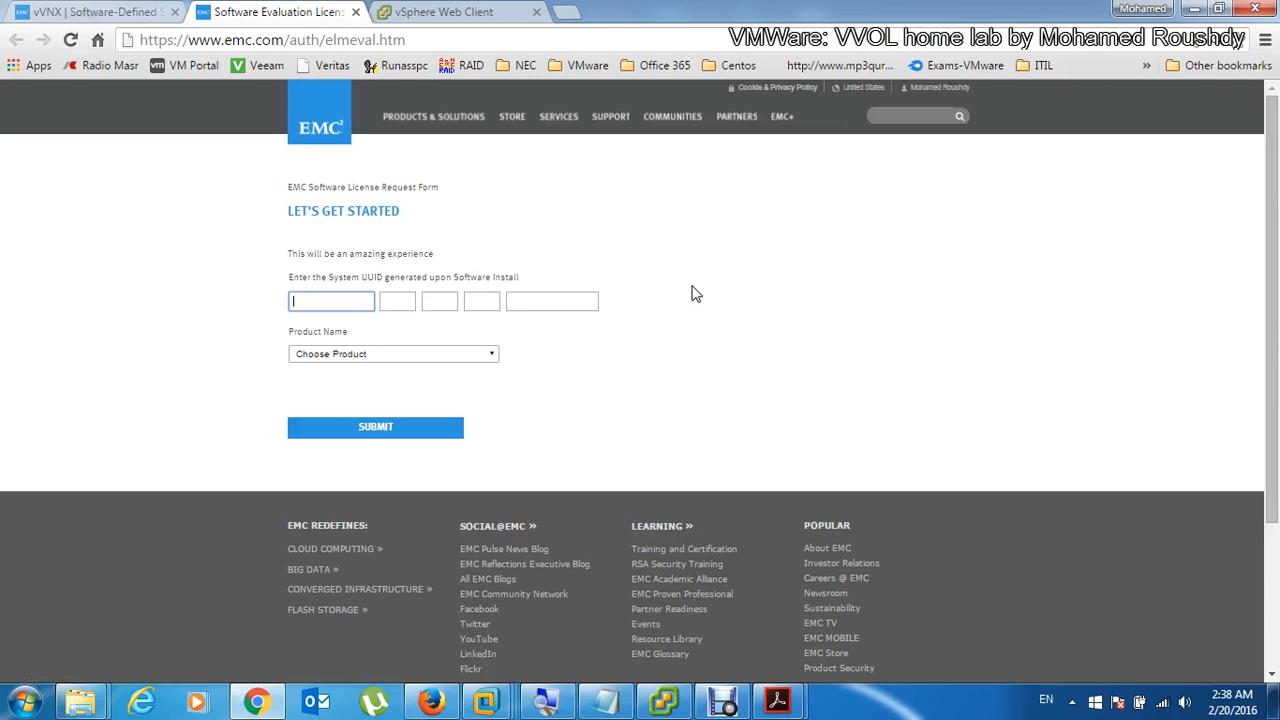 vVNX | Software-Defined S
Software Evaluation Licens
vSphere Web Client
Mohamed
https://www.emc.com/auth/elmeval.htm
VMWare: VVOL home lab by Mohamed Roushdy
Apps
Radio Masr
VM Portal
Veeam
Veritas
Runasspc
RAID
NEC
VMware
Office 365
Centos
http://www.mp3qur...
Exams-VMware
ITIL
»
Other bookmarks
Cookie & Privacy Policy
United States
Mohamed Roushdy
EMC²
PRODUCTS & SOLUTIONS
STORE
SERVICES
SUPPORT
COMMUNITIES
PARTNERS
EMC+
EMC Software License Request Form
LET'S GET STARTED
This will be an amazing experience
Enter the System UUID generated upon Software Install
Product Name
Choose Product
SUBMIT
EMC REDEFINES:
CLOUD COMPUTING »
BIG DATA »
CONVERGED INFRASTRUCTURE »
FLASH STORAGE »
SOCIAL@EMC »
EMC Pulse News Blog
EMC Reflections Executive Blog
All EMC Blogs
EMC Community Network
Facebook
Twitter
YouTube
LinkedIn
Flickr
LEARNING »
Training and Certification
RSA Security Training
EMC Academic Alliance
EMC Proven Professional
Partner Readiness
Events
Resource Library
EMC Glossary
POPULAR
About EMC
Investor Relations
Careers @ EMC
Newsroom
Sustainability
EMC TV
EMC MOBILE
EMC Store
Product Security
EN
2:38 AM
2/20/2016